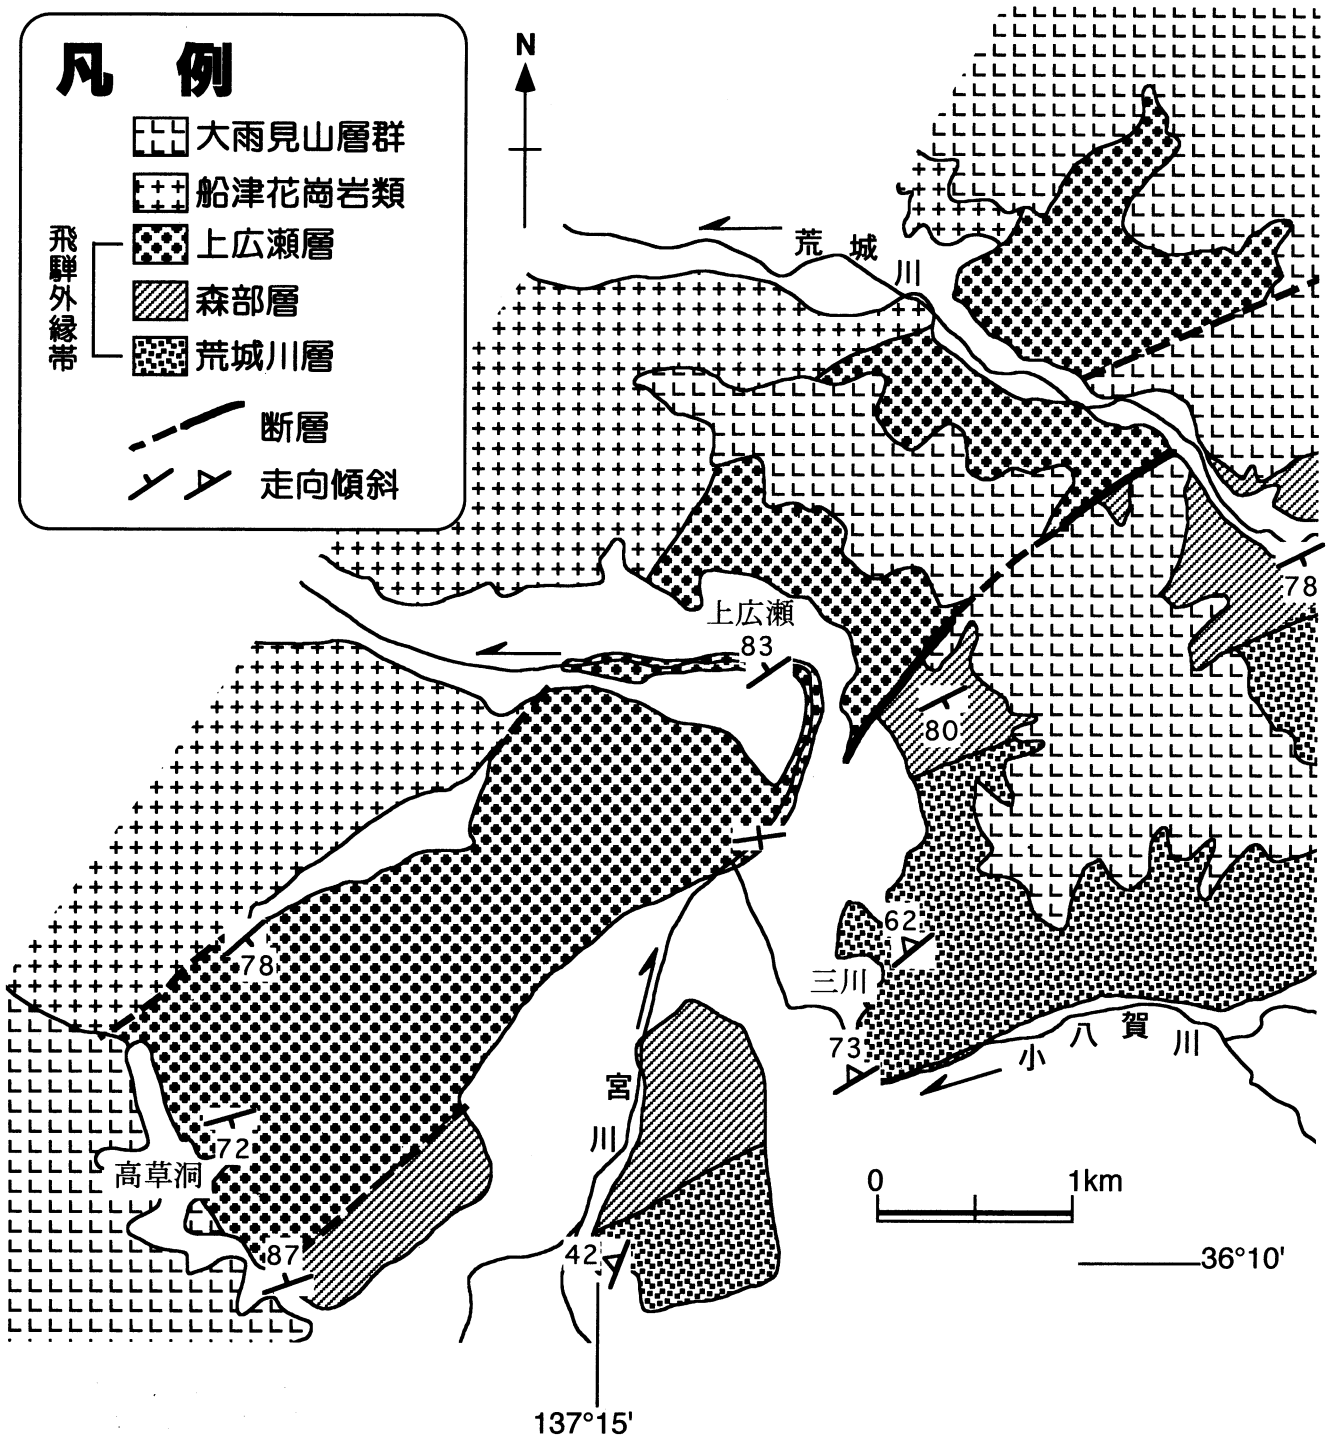 凡 例
大雨見山層群
船津花崗岩類
飛騨外縁帯
上広瀬層
森部層
荒城川層
断層
走向傾斜
N
荒城川
78
上広瀬
83
80
62
三川
78
73
小八賀川
宮川
72
高草洞
87
42
0 1km
36°10'
137°15'